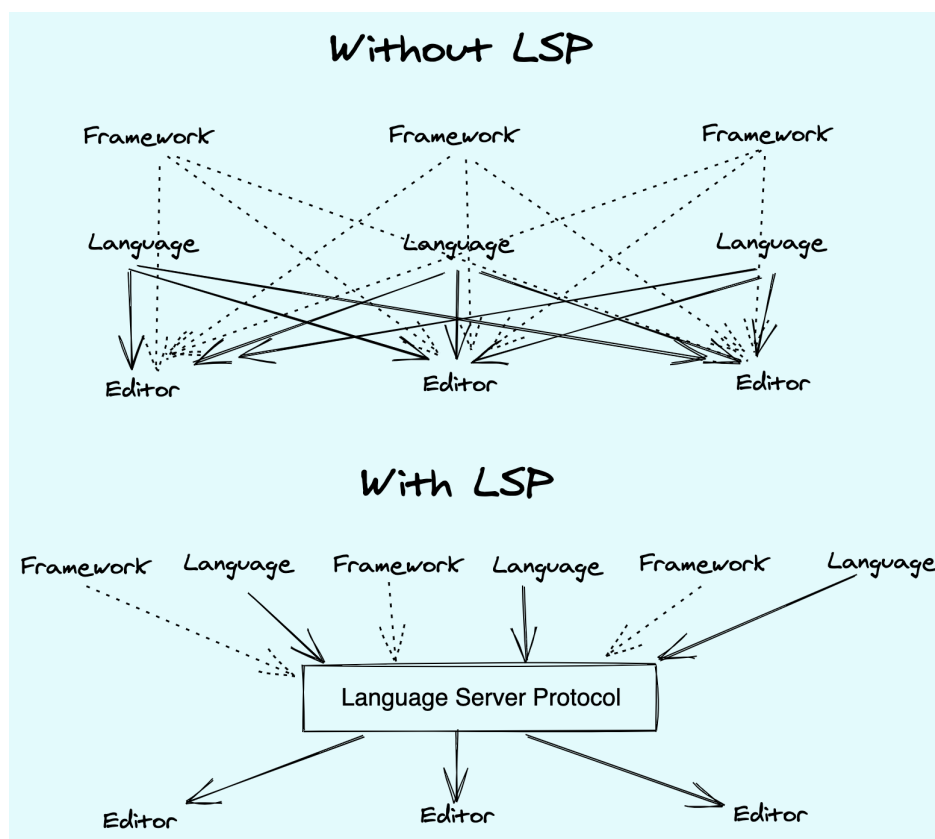 Without LSP
Framework Framework Framework
Language Language Language
Editor Editor Editor
With LSP
Framework Language Framework Language Framework Language
Language Server Protocol
Editor Editor Editor